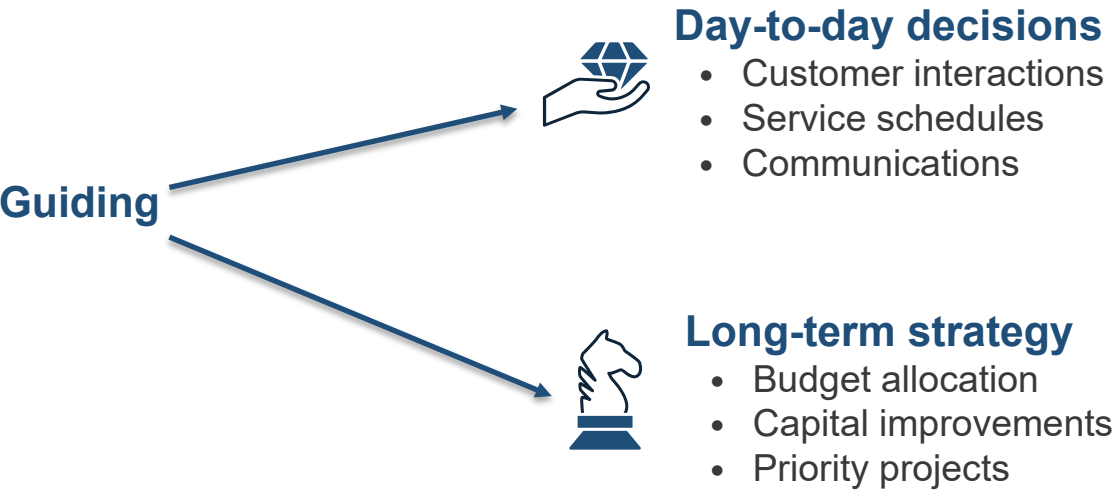 Day-to-day decisions
• Customer interactions
• Service schedules
• Communications
Guiding
Long-term strategy
• Budget allocation
• Capital improvements
• Priority projects